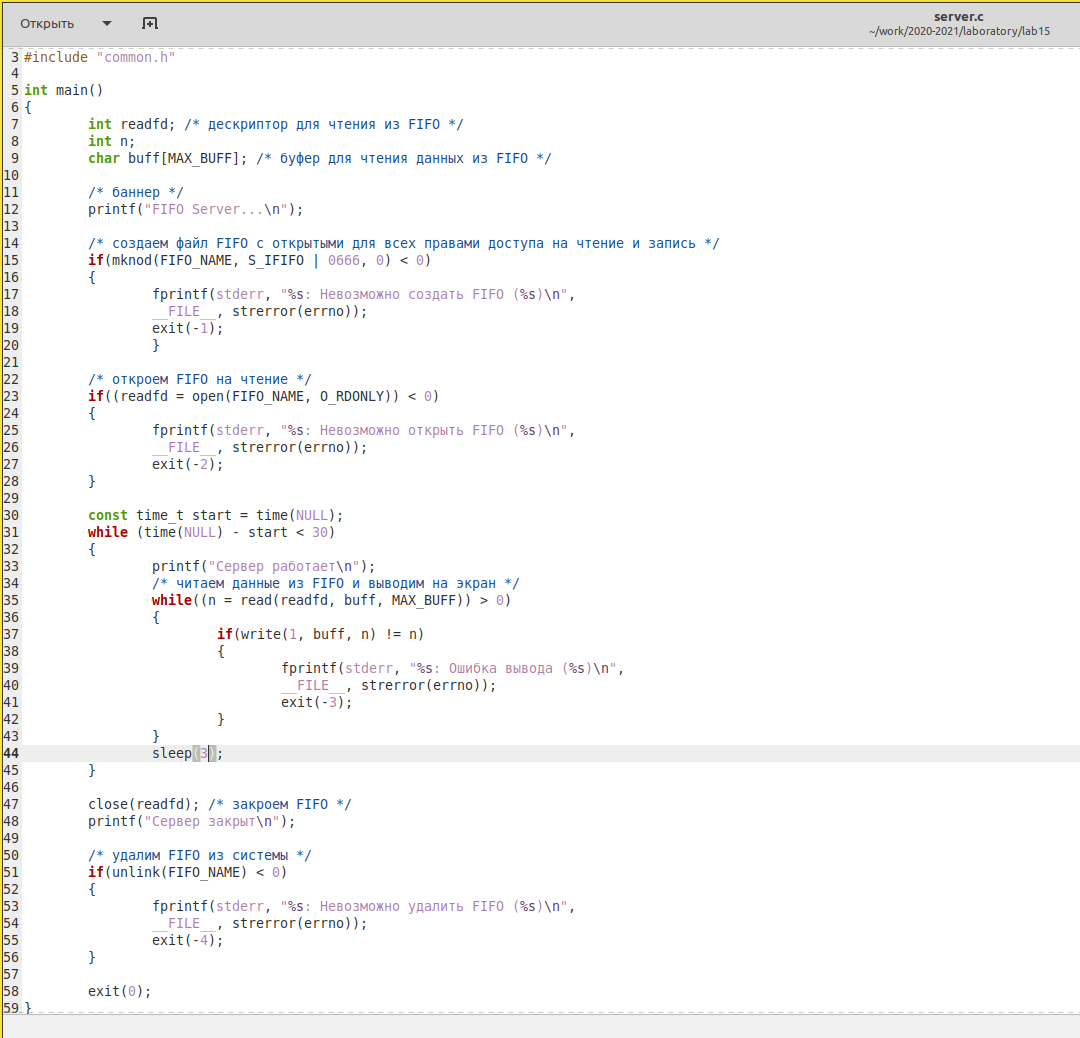 Открыть
server.c
~/work/2020-2021/laboratory/lab15
3 #include "common.h"
4
5 int main()
6 {
7         int readfd; /* дескриптор для чтения из FIFO */
8         int n;
9         char buff[MAX_BUFF]; /* буфер для чтения данных из FIFO */
10
11         /* баннер */
12         printf("FIFO Server...\n");
13
14         /* создаем файл FIFO с открытыми для всех правами доступа на чтение и запись */
15         if(mknod(FIFO_NAME, S_IFIFO | 0666, 0) < 0)
16         {
17                 fprintf(stderr, "%s: Невозможно создать FIFO (%s)\n",
18                 __FILE__, strerror(errno));
19                 exit(-1);
20                 }
21
22         /* откроем FIFO на чтение */
23         if((readfd = open(FIFO_NAME, O_RDONLY)) < 0)
24         {
25                 fprintf(stderr, "%s: Невозможно открыть FIFO (%s)\n",
26                 __FILE__, strerror(errno));
27                 exit(-2);
28         }
29
30         const time_t start = time(NULL);
31         while (time(NULL) - start < 30)
32         {
33                 printf("Сервер работает\n");
34                 /* читаем данные из FIFO и выводим на экран */
35                 while((n = read(readfd, buff, MAX_BUFF)) > 0)
36                 {
37                         if(write(1, buff, n) != n)
38                         {
39                                 fprintf(stderr, "%s: Ошибка вывода (%s)\n",
40                                 __FILE__, strerror(errno));
41                                 exit(-3);
42                         }
43                 }
44                 sleep(3);
45         }
46
47         close(readfd); /* закроем FIFO */
48         printf("Сервер закрыт\n");
49
50         /* удалим FIFO из системы */
51         if(unlink(FIFO_NAME) < 0)
52         {
53                 fprintf(stderr, "%s: Невозможно удалить FIFO (%s)\n",
54                 __FILE__, strerror(errno));
55                 exit(-4);
56         }
57
58         exit(0);
59 }